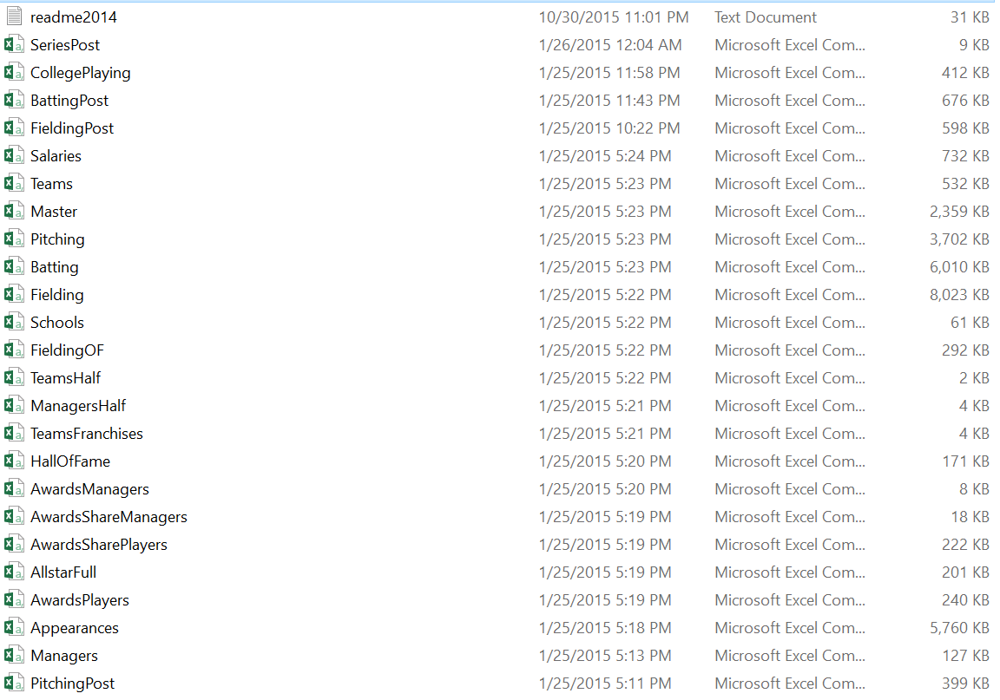 readme2014 10/30/2015 11:01 PM Text Document 31 KB
SeriesPost 1/26/2015 12:04 AM Microsoft Excel Com... 9 KB
CollegePlaying 1/25/2015 11:58 PM Microsoft Excel Com... 412 KB
BattingPost 1/25/2015 11:43 PM Microsoft Excel Com... 676 KB
FieldingPost 1/25/2015 10:22 PM Microsoft Excel Com... 598 KB
Salaries 1/25/2015 5:24 PM Microsoft Excel Com... 732 KB
Teams 1/25/2015 5:23 PM Microsoft Excel Com... 532 KB
Master 1/25/2015 5:23 PM Microsoft Excel Com... 2,359 KB
Pitching 1/25/2015 5:23 PM Microsoft Excel Com... 3,702 KB
Batting 1/25/2015 5:23 PM Microsoft Excel Com... 6,010 KB
Fielding 1/25/2015 5:22 PM Microsoft Excel Com... 8,023 KB
Schools 1/25/2015 5:22 PM Microsoft Excel Com... 61 KB
FieldingOF 1/25/2015 5:22 PM Microsoft Excel Com... 292 KB
TeamsHalf 1/25/2015 5:22 PM Microsoft Excel Com... 2 KB
ManagersHalf 1/25/2015 5:21 PM Microsoft Excel Com... 4 KB
TeamsFranchises 1/25/2015 5:21 PM Microsoft Excel Com... 4 KB
HallOfFame 1/25/2015 5:20 PM Microsoft Excel Com... 171 KB
AwardsManagers 1/25/2015 5:20 PM Microsoft Excel Com... 8 KB
AwardsShareManagers 1/25/2015 5:19 PM Microsoft Excel Com... 18 KB
AwardsSharePlayers 1/25/2015 5:19 PM Microsoft Excel Com... 222 KB
AllstarFull 1/25/2015 5:19 PM Microsoft Excel Com... 201 KB
AwardsPlayers 1/25/2015 5:19 PM Microsoft Excel Com... 240 KB
Appearances 1/25/2015 5:18 PM Microsoft Excel Com... 5,760 KB
Managers 1/25/2015 5:13 PM Microsoft Excel Com... 127 KB
PitchingPost 1/25/2015 5:11 PM Microsoft Excel Com... 399 KB